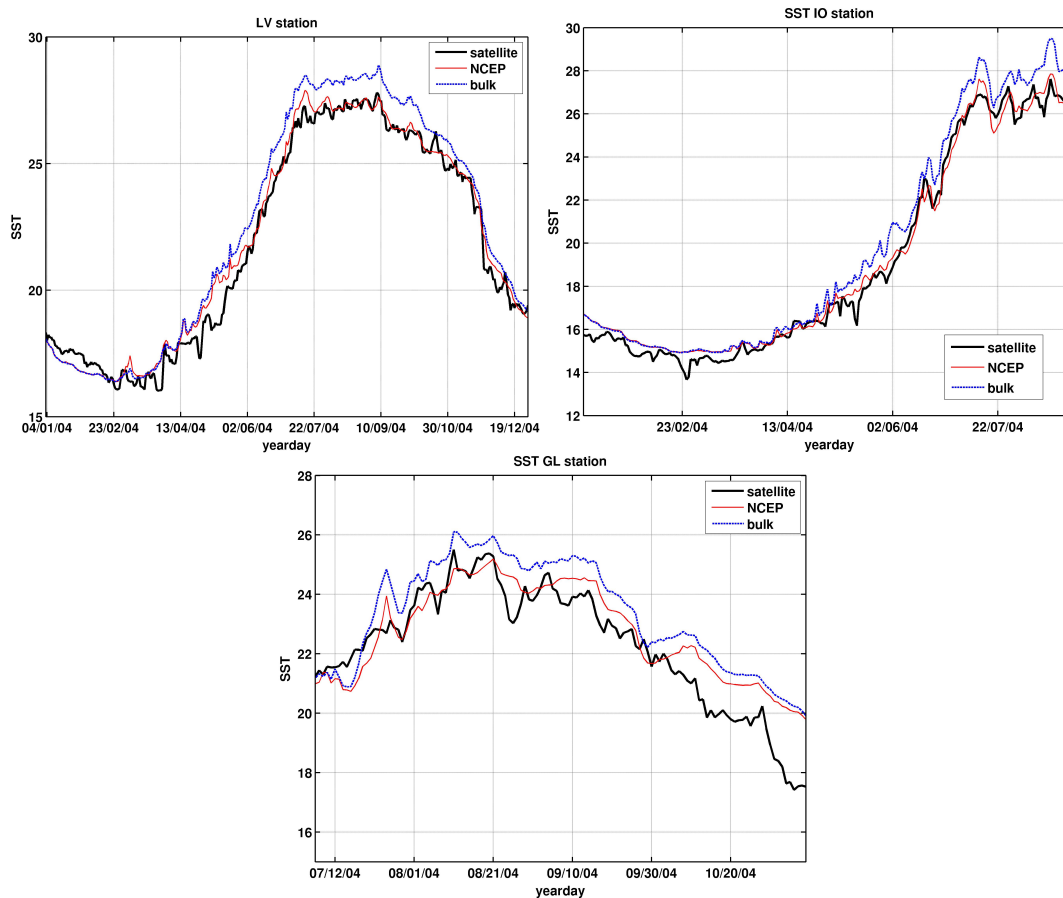 LV station
30
25
20
15
SST
satellite
NCEP
bulk
04/01/04 23/02/04 13/04/04 02/06/04 22/07/04 10/09/04 30/10/04 19/12/04
yearday
SST IO station
30
28
26
24
22
20
18
16
14
12
SST
satellite
NCEP
bulk
23/02/04 13/04/04 02/06/04 22/07/04
yearday
SST GL station
28
26
24
22
20
18
16
SST
satellite
NCEP
bulk
07/12/04 08/01/04 08/21/04 09/10/04 09/30/04 10/20/04
yearday